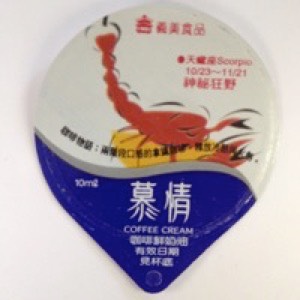 義美食品
●天蠍座Scorpio
10/23～11/21
神秘狂野
10ml
慕情
COFFEE CREAM
咖啡鮮奶油
有效日期
見杯底